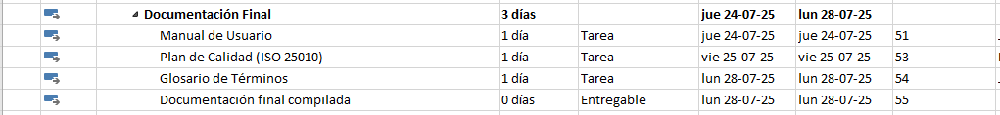 Documentación Final 3 días jue 24-07-25 lun 28-07-25
Manual de Usuario 1 día Tarea jue 24-07-25 jue 24-07-25 51
Plan de Calidad (ISO 25010) 1 día Tarea vie 25-07-25 vie 25-07-25 53
Glosario de Términos 1 día Tarea lun 28-07-25 lun 28-07-25 54
Documentación final compilada 0 días Entregable lun 28-07-25 lun 28-07-25 55